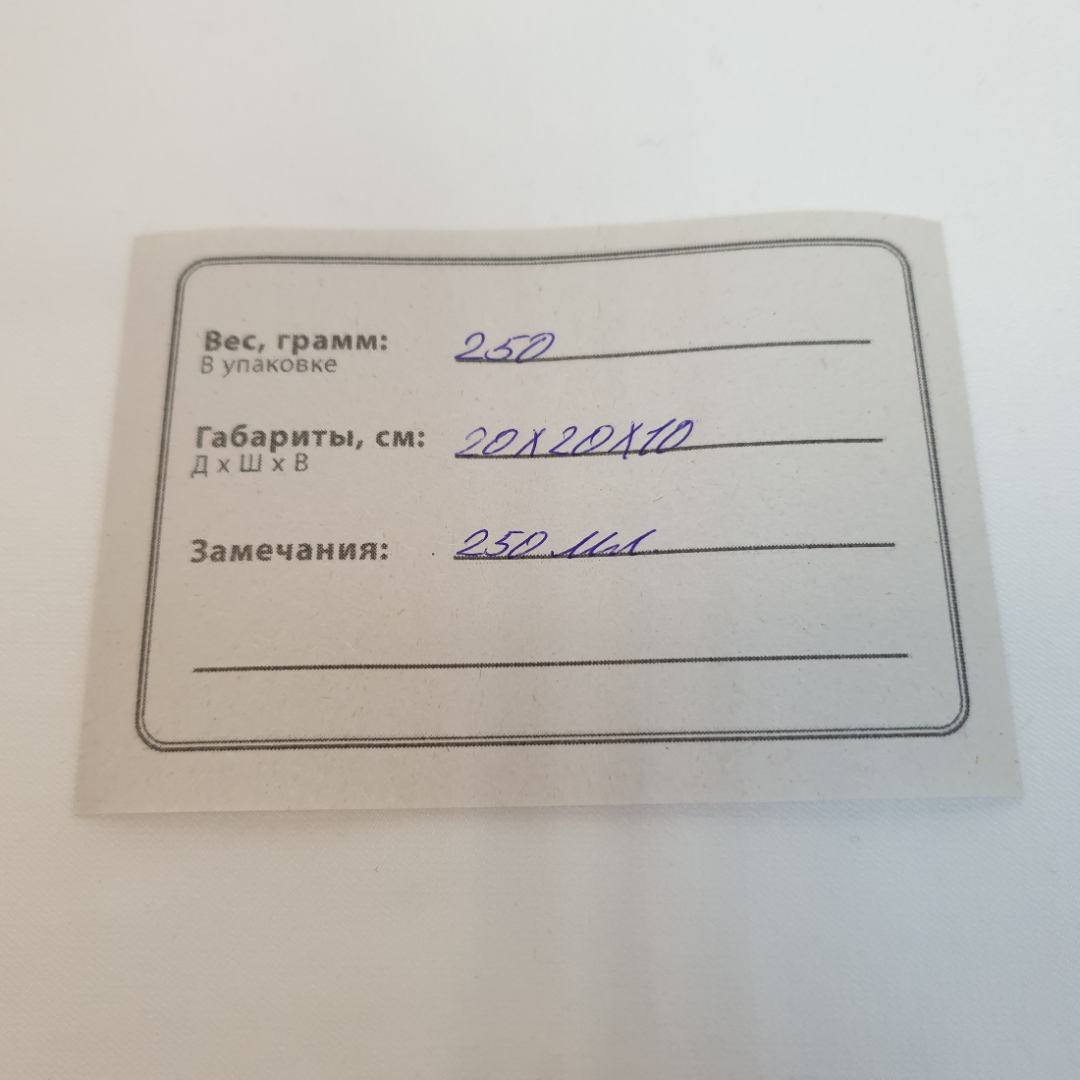 Вес, грамм: 250
В упаковке
Габариты, см: 20х20х10
Д х Ш х В
Замечания: 250 мл.